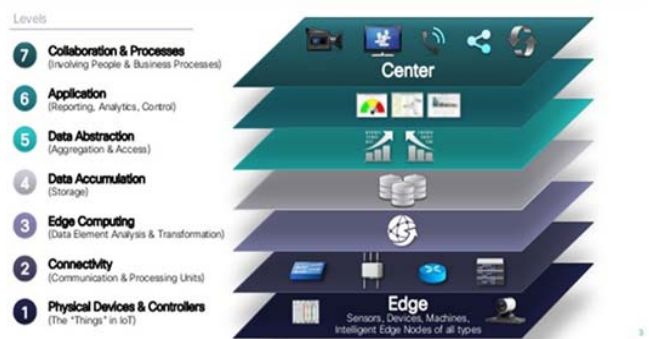 Levels
7
Collaboration & Processes
(Involving People & Business Processes)
6
Application
(Reporting, Analytics, Control)
5
Data Abstraction
(Aggregation & Access)
4
Data Accumulation
(Storage)
3
Edge Computing
(Data Element Analysis & Transformation)
2
Connectivity
(Communication & Processing Units)
1
Physical Devices & Controllers
(The "Things" in IoT)
Center
Edge
Sensors, Devices, Machines,
Intelligent Edge Nodes of all types
3